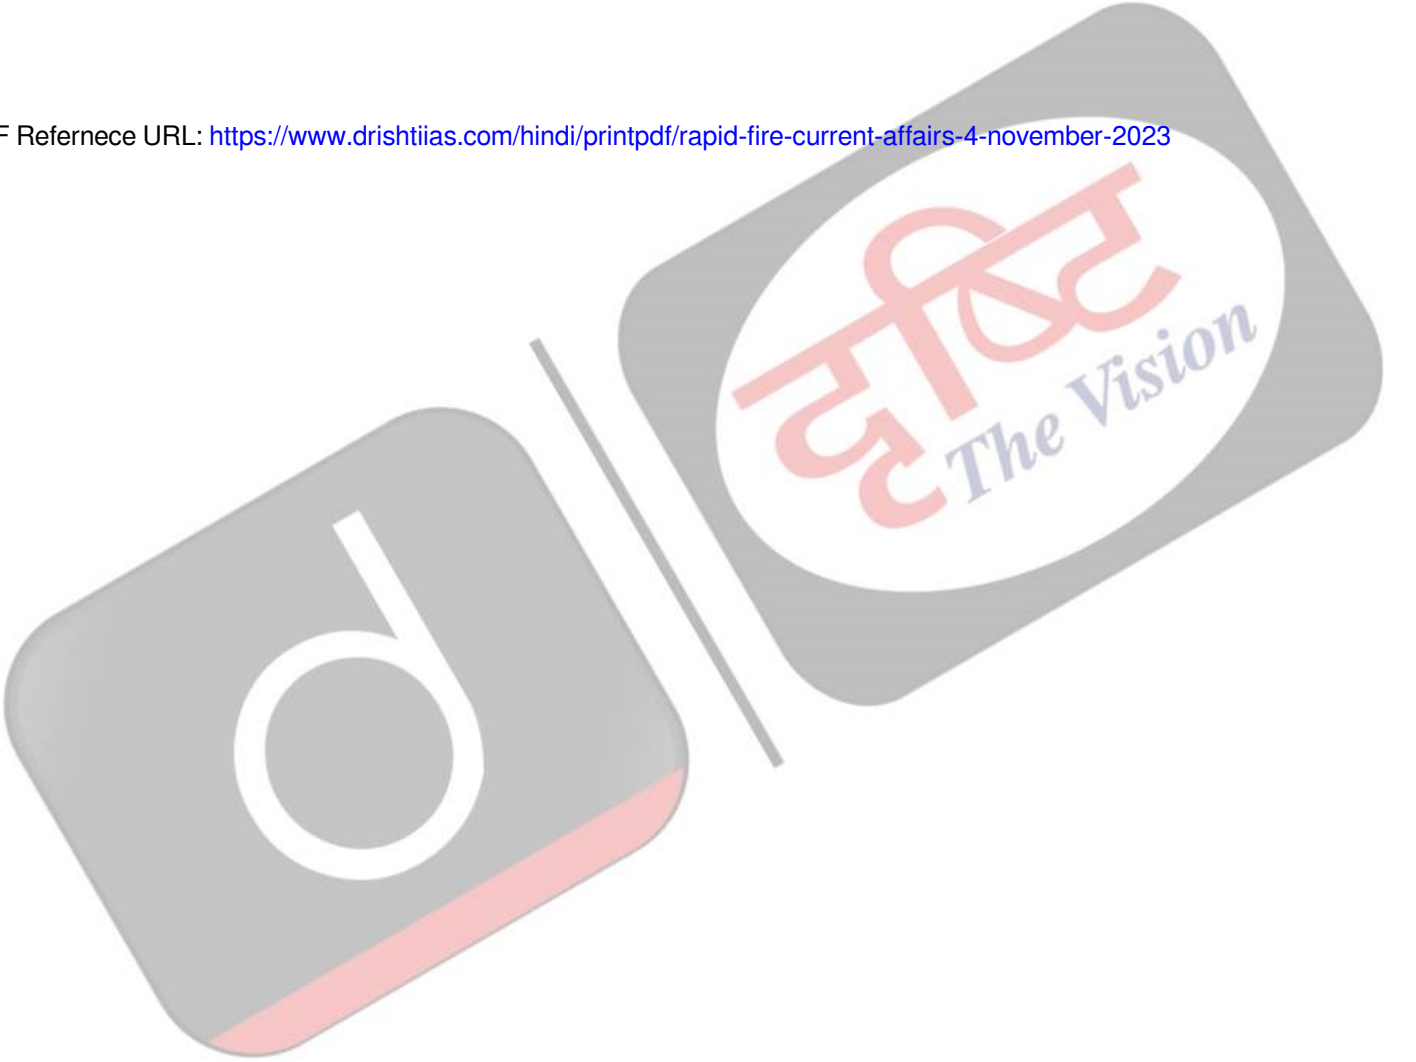 F Refernece URL: https://www.drishtiias.com/hindi/printpdf/rapid-fire-current-affairs-4-november-2023
दृष्टि
The Vision
d